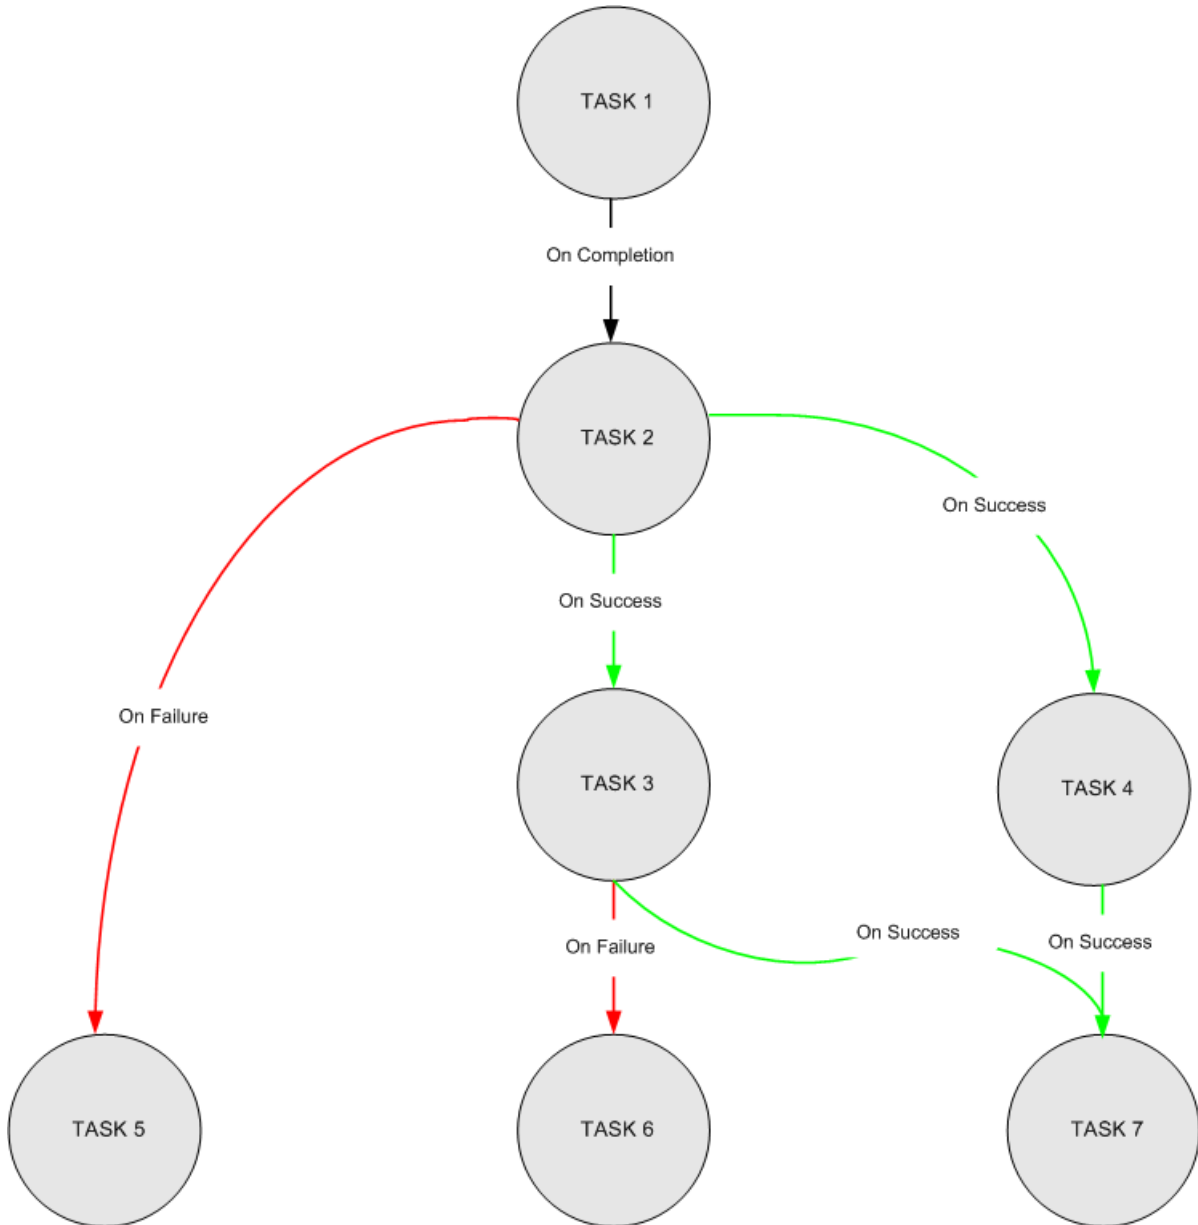 TASK 1
On Completion
TASK 2
On Success
On Success
On Failure
TASK 3
TASK 4
On Success
On Failure
On Success
TASK 5
TASK 6
TASK 7